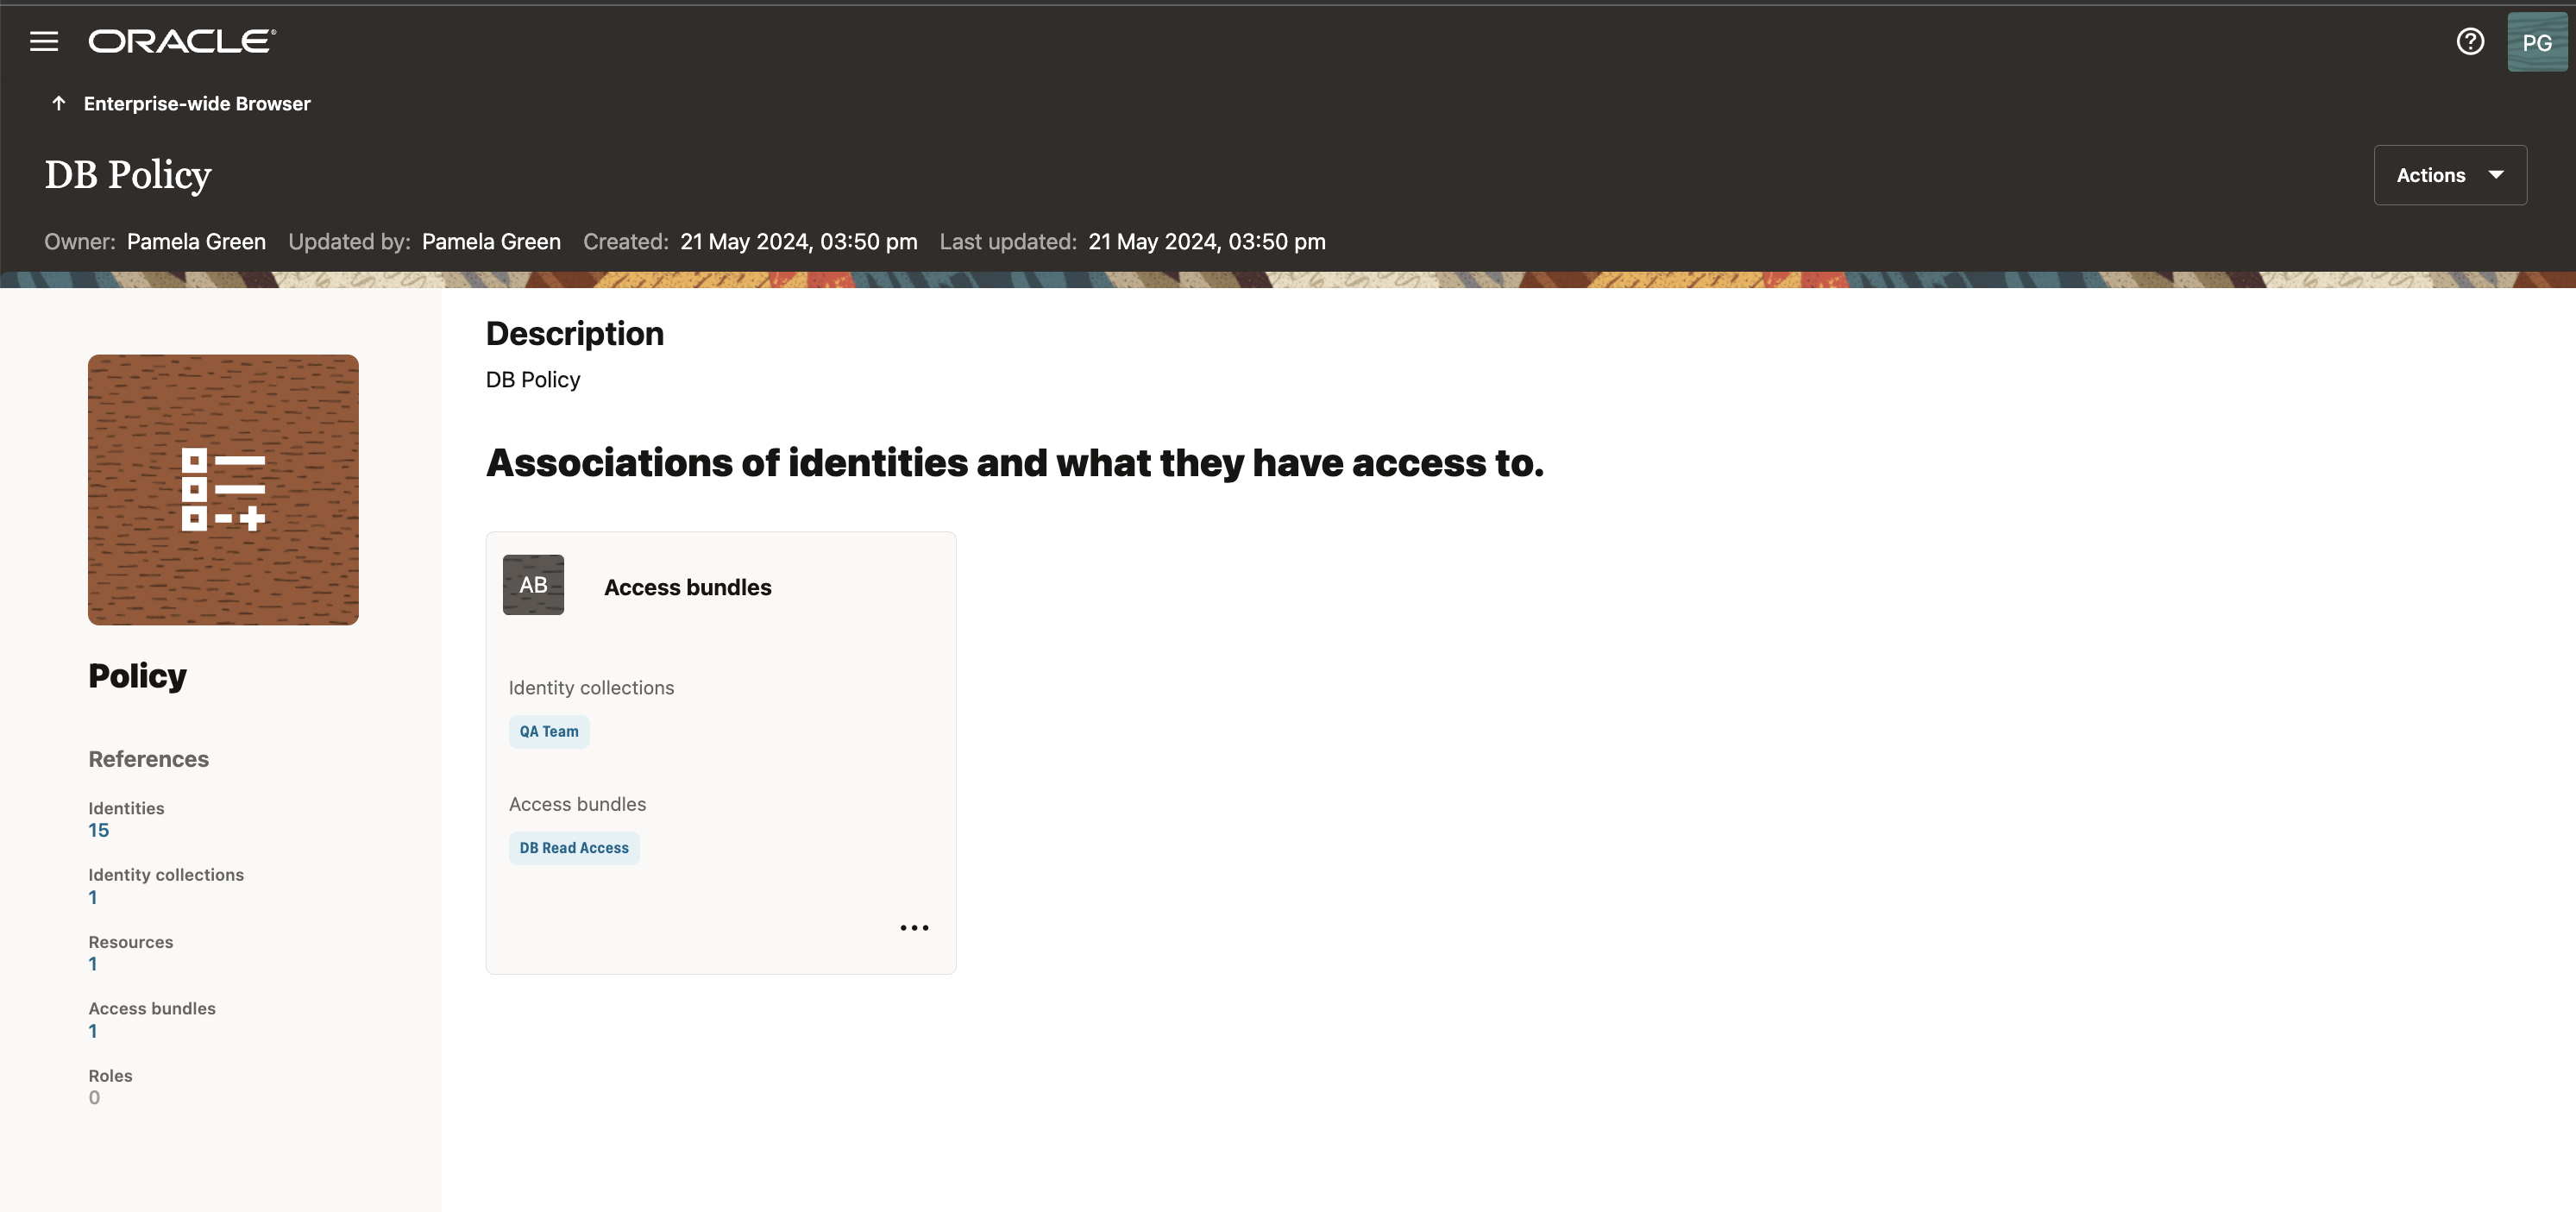 ORACLE
PG
Enterprise-wide Browser
DB Policy
Actions
Owner: Pamela Green Updated by: Pamela Green Created: 21 May 2024, 03:50 pm Last updated: 21 May 2024, 03:50 pm
Policy
References
Identities
15
Identity collections
1
Resources
1
Access bundles
1
Roles
0
Description
DB Policy
Associations of identities and what they have access to.
AB
Access bundles
Identity collections
QA Team
Access bundles
DB Read Access